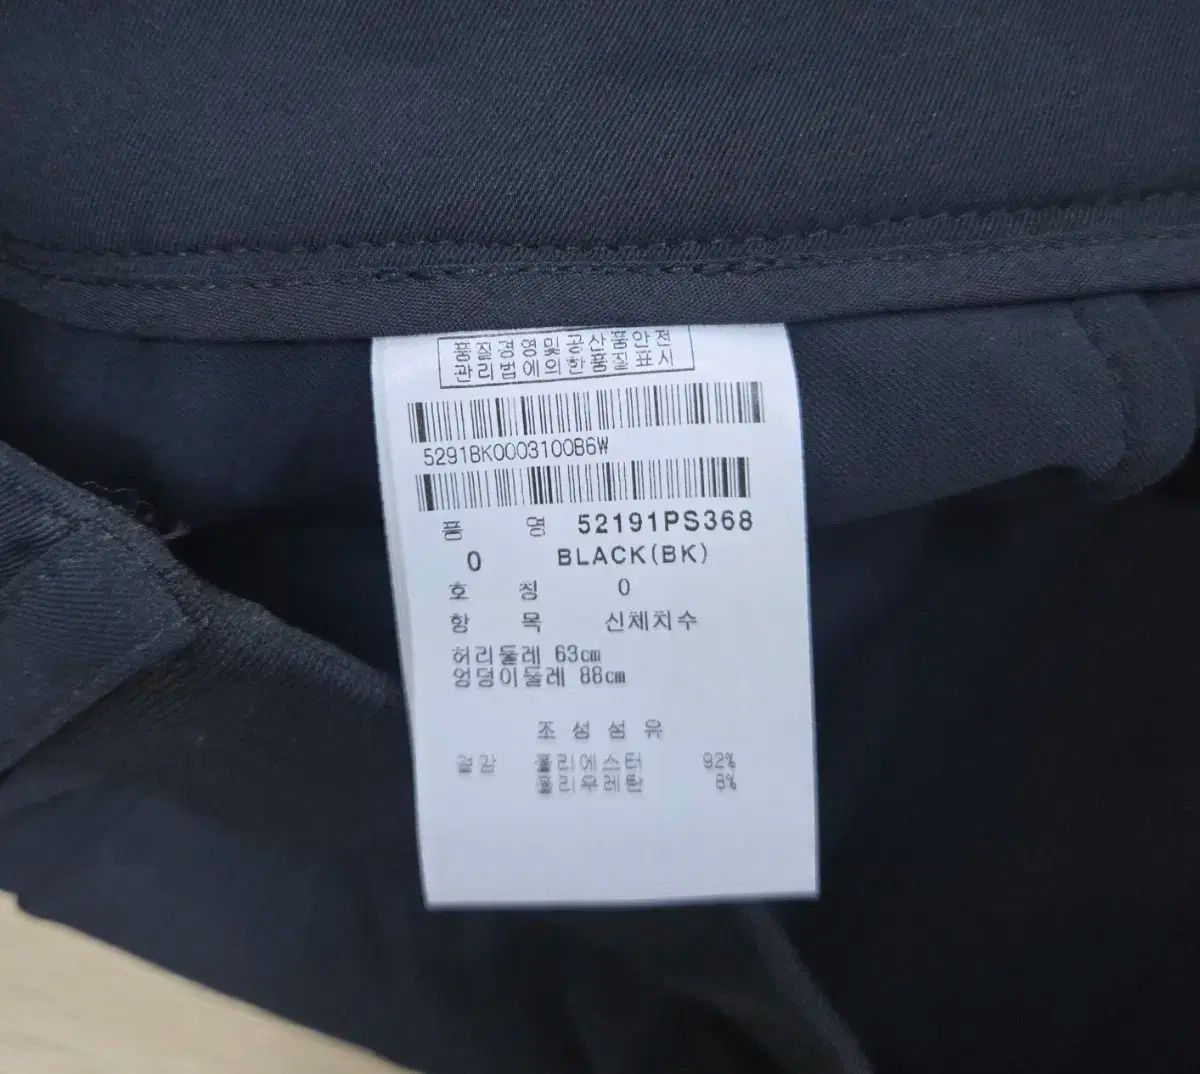 품질경영및공산품안전
관리법에의한품질표시
5291BK0003100B6W
품 명 52191PS368
0 BLACK(BK)
호 칭 0
항 목 신체치수
허리둘레 63cm
엉덩이둘레 88cm
조성섬유
겉감 폴리에스터 92%
폴리우레탄 8%